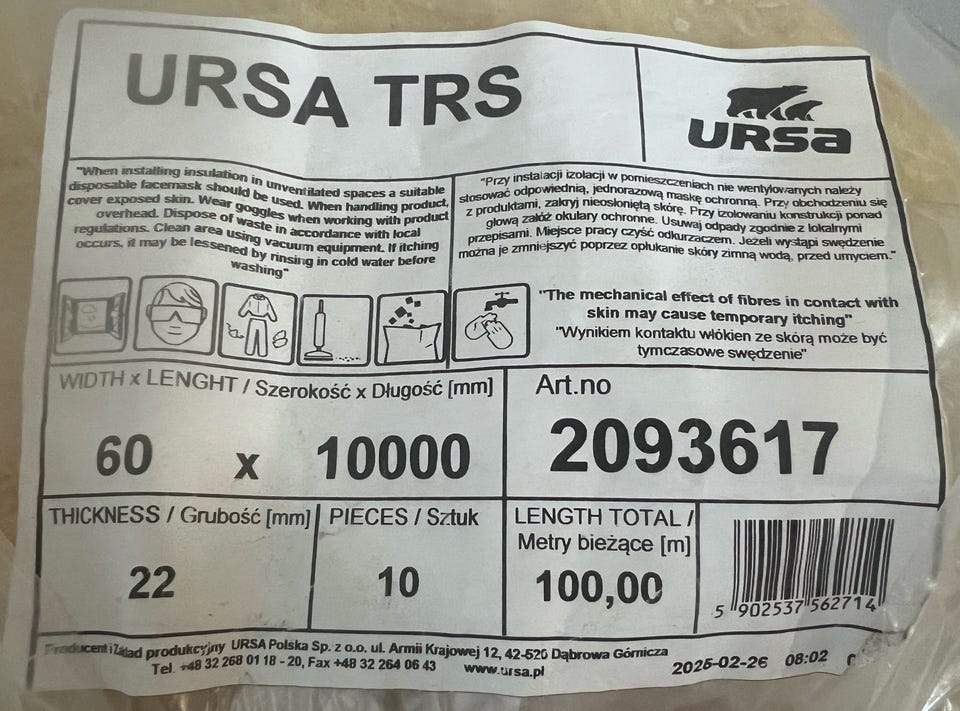 URSA TRS
URSA
"When installing insulation in unventilated spaces a suitable
disposable facemask should be used. When handling product,
cover exposed skin. Wear goggles when working with product
overhead. Dispose of waste in accordance with local
regulations. Clean area using vacuum equipment. If itching
occurs, it may be lessened by rinsing in cold water before
washing"
"Przy instalacji izolacji w pomieszczeniach nie wentylowanych należy
stosować odpowiednią, jednorazową maskę ochronną. Przy obchodzeniu się
z produktami, zakryj nieosłoniętą skórę. Przy izolowaniu konstrukcji ponad
głową załóż okulary ochronne. Usuwaj odpady zgodnie z lokalnymi
przepisami. Miejsce pracy czyść odkurzaczem. Jeżeli wystąpi swędzenie
można je zmniejszyć poprzez opłukanie skóry zimną wodą, przed umyciem."
"The mechanical effect of fibres in contact with
skin may cause temporary itching"
"Wynikiem kontaktu włókien ze skórą może być
tymczasowe swędzenie"
WIDTH x LENGHT / Szerokość x Długość [mm]
60 x 10000
Art.no
2093617
THICKNESS / Grubość [mm]
22
PIECES / Sztuk
10
LENGTH TOTAL /
Metry bieżące [m]
100,00
5 902537 562714
Producent i Zakład produkcyjny URSA Polska Sp. z o.o. ul. Armii Krajowej 12, 42-520 Dąbrowa Górnicza
Tel. +48 32 268 01 18 - 20, Fax +48 32 264 06 43 www.ursa.pl
2025-02-26 08:02